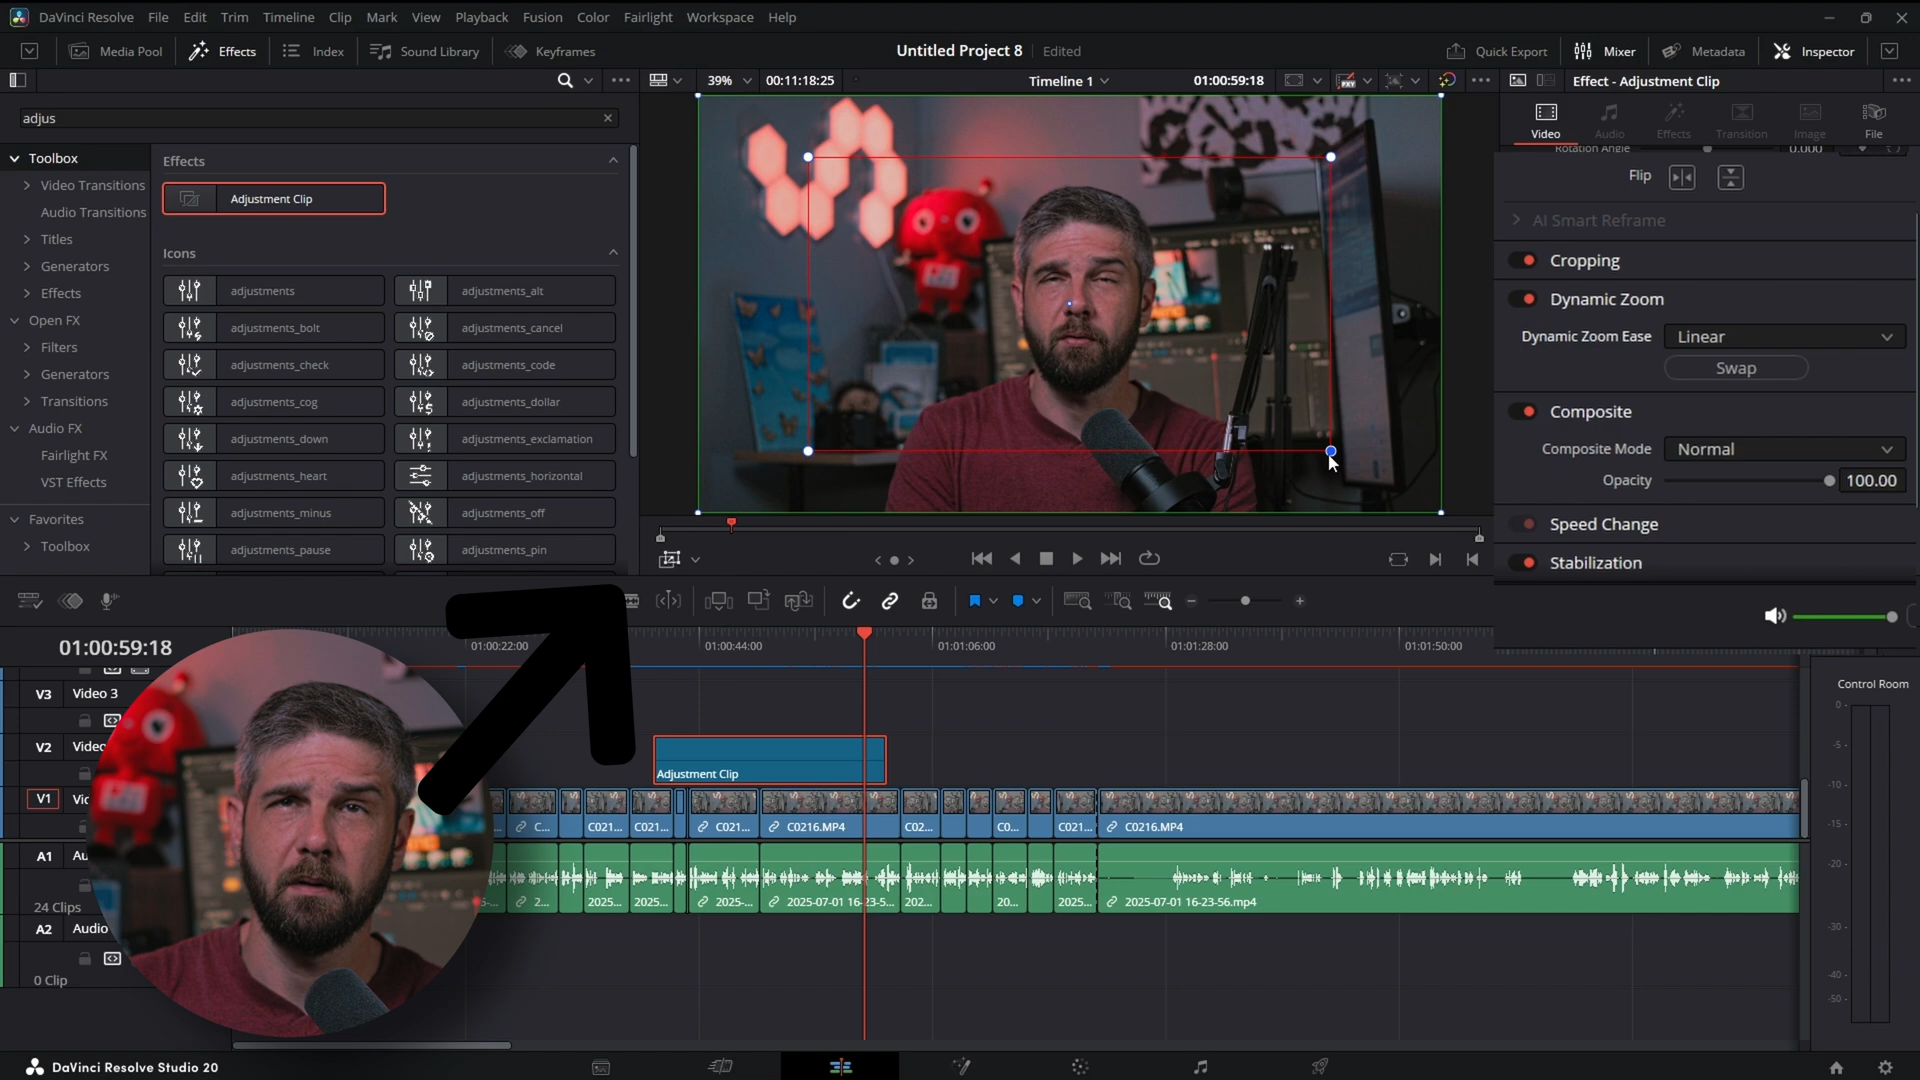 DaVinci Resolve File Edit Trim Timeline Clip Mark View Playback Fusion Color Fairlight Workspace Help
Media Pool Effects Index Sound Library Keyframes Untitled Project 8 Edited Quick Export Mixer Metadata Inspector
39% 00:11:18:25 Timeline 1 01:00:59:18 Effect - Adjustment Clip
adjus
Video Audio Effects Transition Image File
Rotation Angle 0.000
Toolbox
Video Transitions
Audio Transitions
Titles
Generators
Effects
Open FX
Filters
Generators
Transitions
Audio FX
Fairlight FX
VST Effects
Favorites
Toolbox
Effects
Adjustment Clip
Icons
adjustments adjustments_alt
adjustments_bolt adjustments_cancel
adjustments_check adjustments_code
adjustments_cog adjustments_dollar
adjustments_down adjustments_exclamation
adjustments_heart adjustments_horizontal
adjustments_minus adjustments_off
adjustments_pause adjustments_pin
Flip
AI Smart Reframe
Cropping
Dynamic Zoom
Dynamic Zoom Ease Linear
Swap
Composite
Composite Mode Normal
Opacity 100.00
Speed Change
Stabilization
01:00:59:18
01:00:22:00 01:00:44:00 01:01:06:00 01:01:28:00 01:01:50:00
V3 Video 3
V2 Video
Adjustment Clip
V1 Vic
C... C021... C021... C021... C0216.MP4 C02... C0... C021... C0216.MP4
A1 Au
24 Clips
2... 2025... 2025... 2025-... 2025-07-01 16-23-5... 202... 20... 2025... 2025-07-01 16-23-56.mp4
A2 Audio
0 Clip
Control Room
0
-5
-10
-15
-20
-30
-40
-50
DaVinci Resolve Studio 20